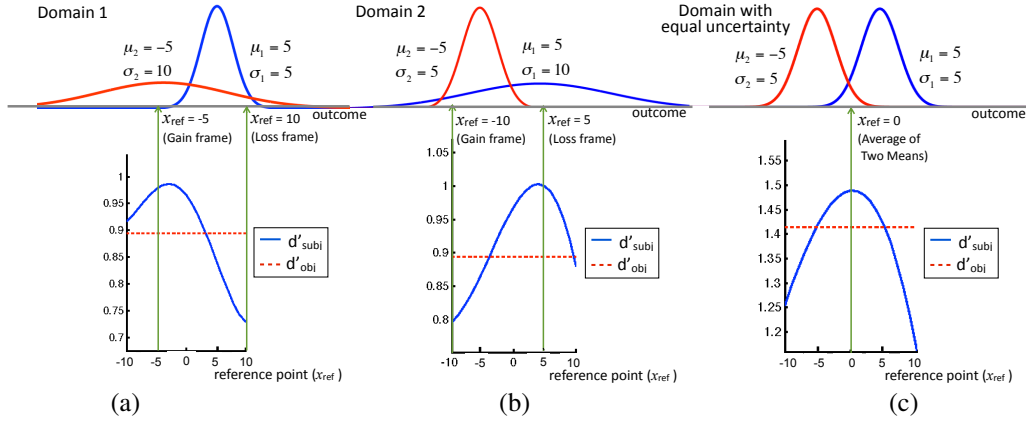 Domain 1
μ₂ = −5
σ₂ = 10
μ₁ = 5
σ₁ = 5
outcome
xref = -5
(Gain frame)
xref = 10
(Loss frame)
1
0.95
0.9
0.85
0.8
0.75
0.7
-10
-5
0
5
10
d'subj
d'obj
reference point (xref )
(a)
Domain 2
μ₂ = −5
σ₂ = 5
μ₁ = 5
σ₁ = 10
outcome
xref = -10
(Gain frame)
xref = 5
(Loss frame)
1.05
1
0.95
0.9
0.85
0.8
-10
-5
0
5
10
d'subj
d'obj
reference point (xref )
(b)
Domain with
equal uncertainty
μ₂ = −5
σ₂ = 5
μ₁ = 5
σ₁ = 5
outcome
xref = 0
(Average of
Two Means)
1.55
1.5
1.45
1.4
1.35
1.3
1.25
1.2
-10
-5
0
5
10
d'subj
d'obj
reference point (xref )
(c)